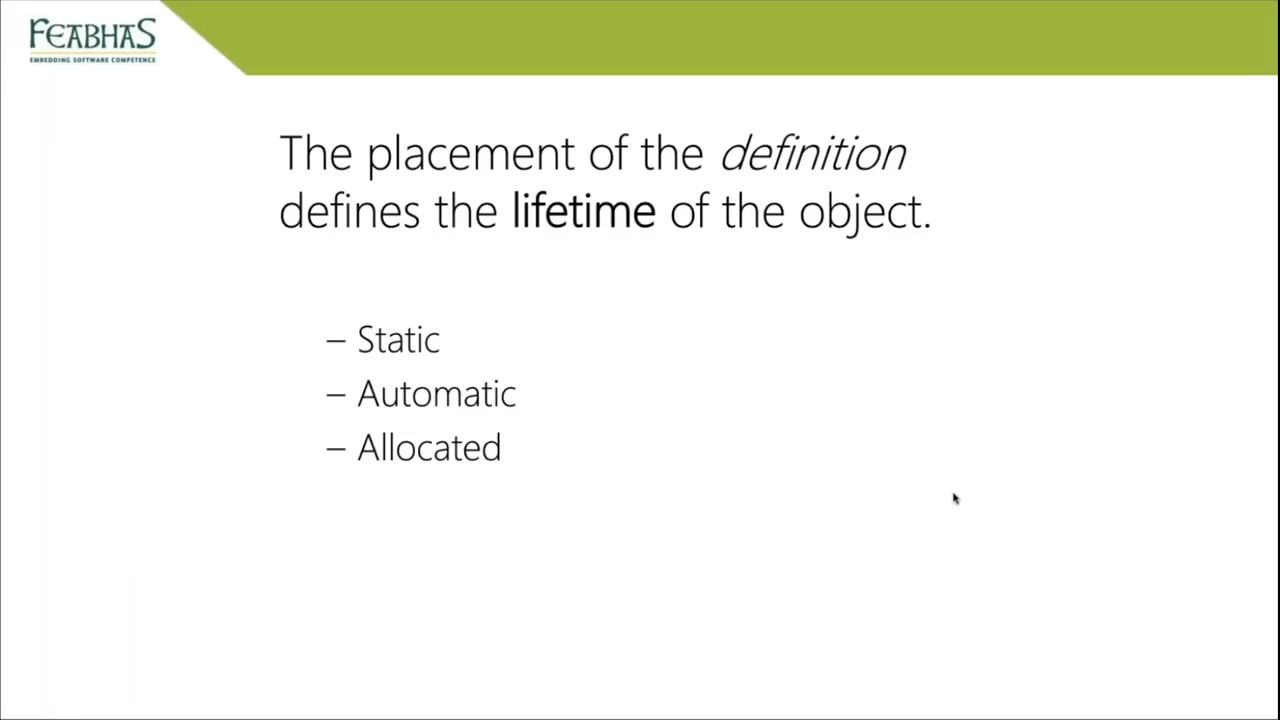 FEABHAS
EMBEDDING SOFTWARE COMPETENCE
The placement of the definition
defines the lifetime of the object.
– Static
– Automatic
– Allocated